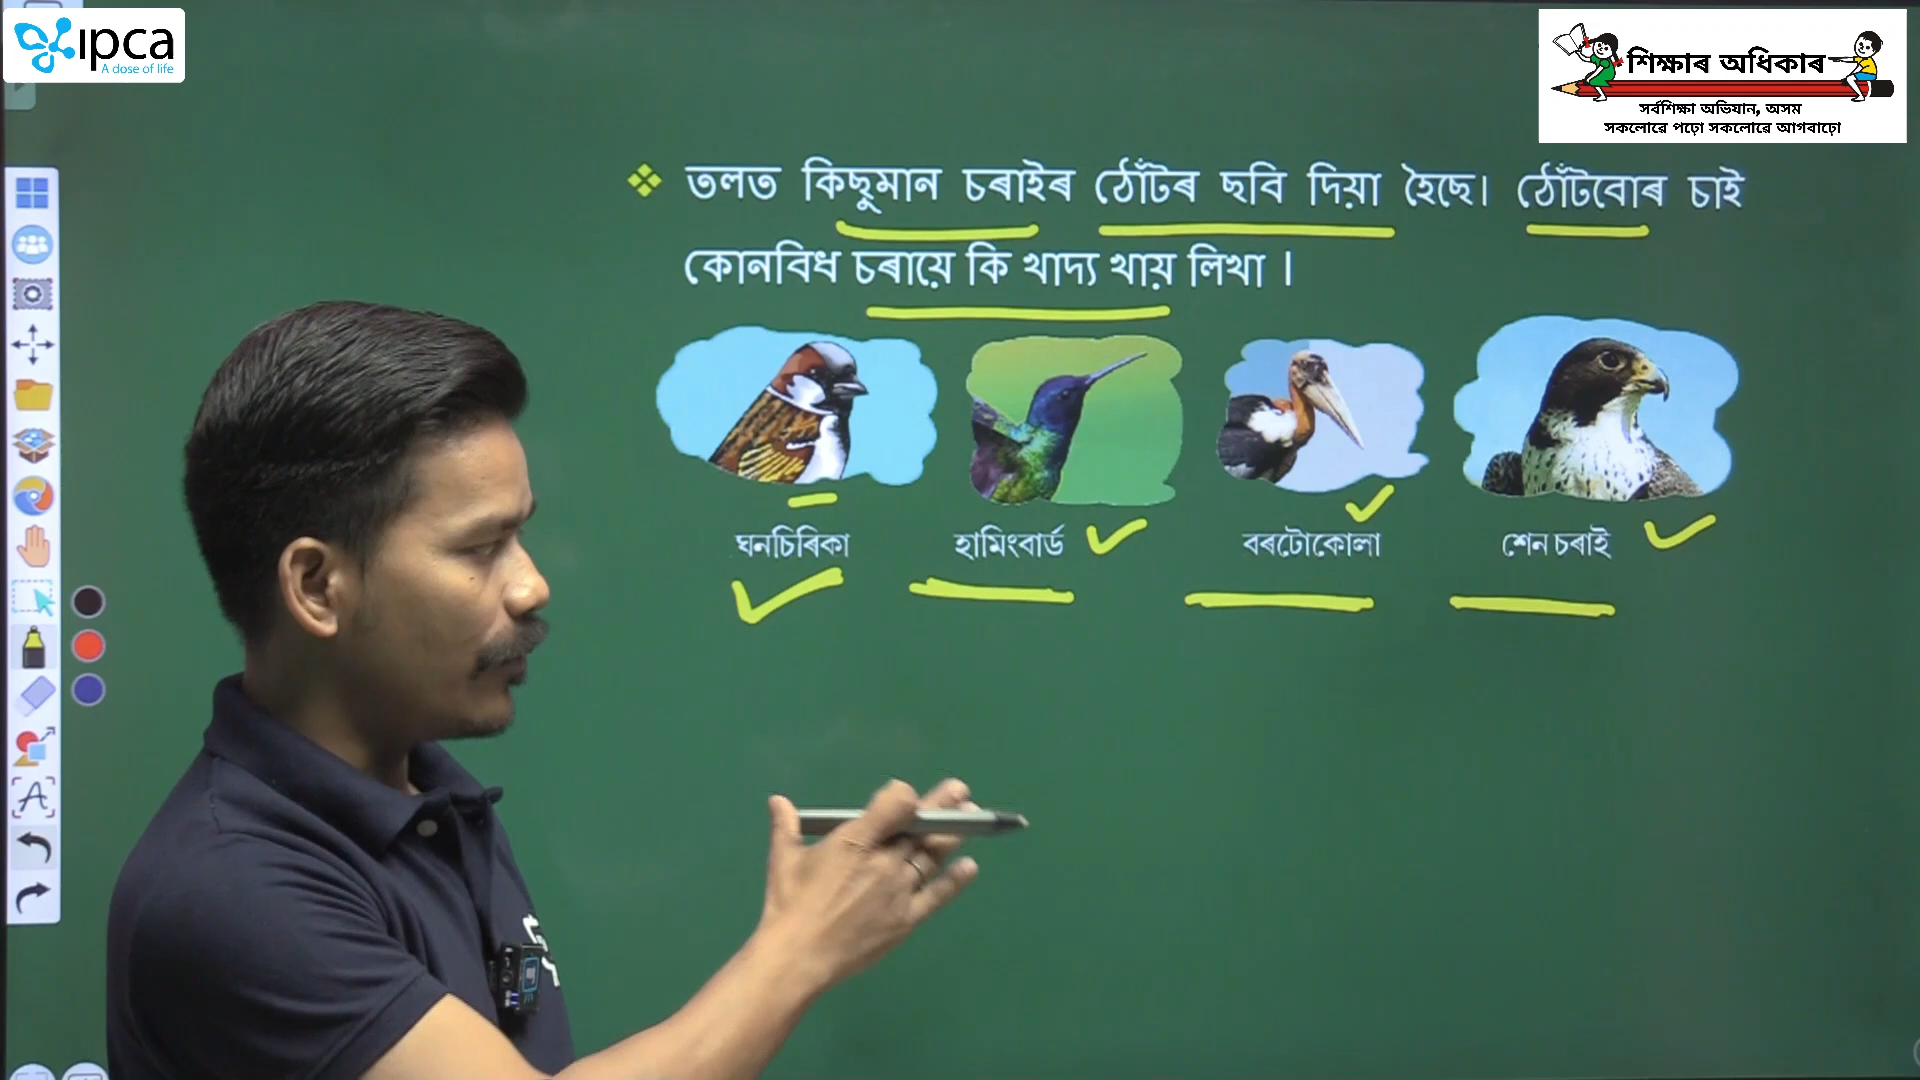 ipca
A dose of life
শিক্ষাৰ অধিকাৰ
সৰ্বশিক্ষা অভিযান, অসম
সকলোৱে পঢ়ো সকলোৱে আগবাঢ়ো
তলত কিছুমান চৰাইৰ ঠোঁটৰ ছবি দিয়া হৈছে। ঠোঁটবোৰ চাই
কোনবিধ চৰায়ে কি খাদ্য খায় লিখা।
ঘনচিৰিকা হামিংবাৰ্ড বৰটোকোলা শেন চৰাই